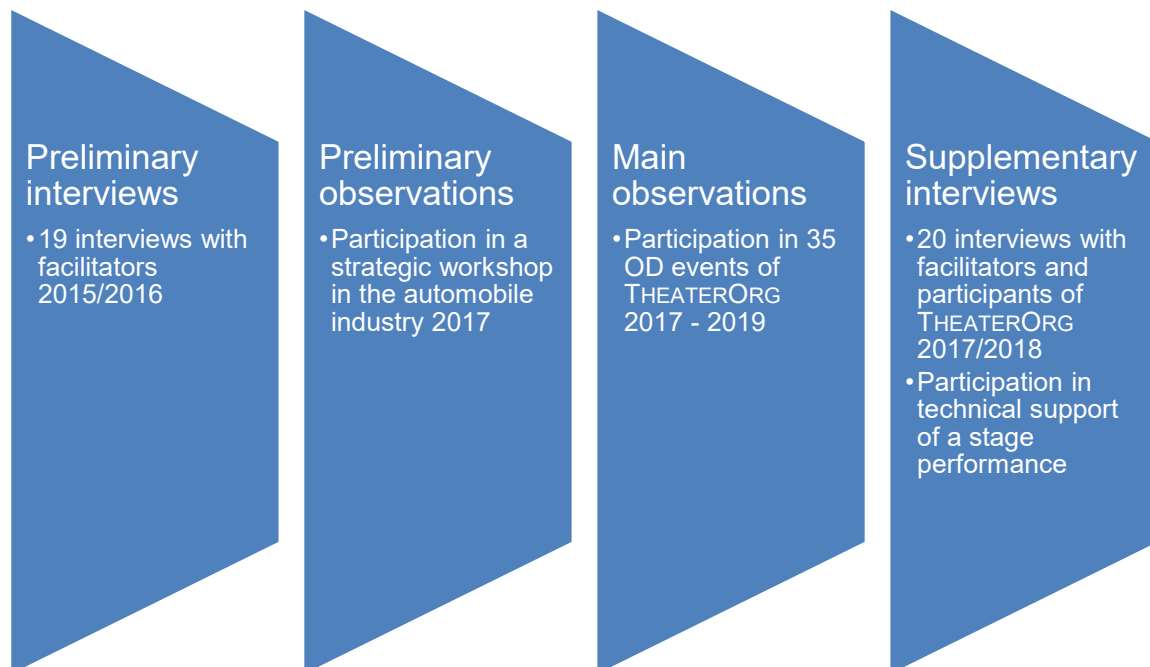 Preliminary
interviews
•19 interviews with
facilitators
2015/2016
Preliminary
observations
•Participation in a
strategic workshop
in the automobile
industry 2017
Main
observations
•Participation in 35
OD events of
THEATERORG
2017 - 2019
Supplementary
interviews
•20 interviews with
facilitators and
participants of
THEATERORG
2017/2018
•Participation in
technical support
of a stage
performance